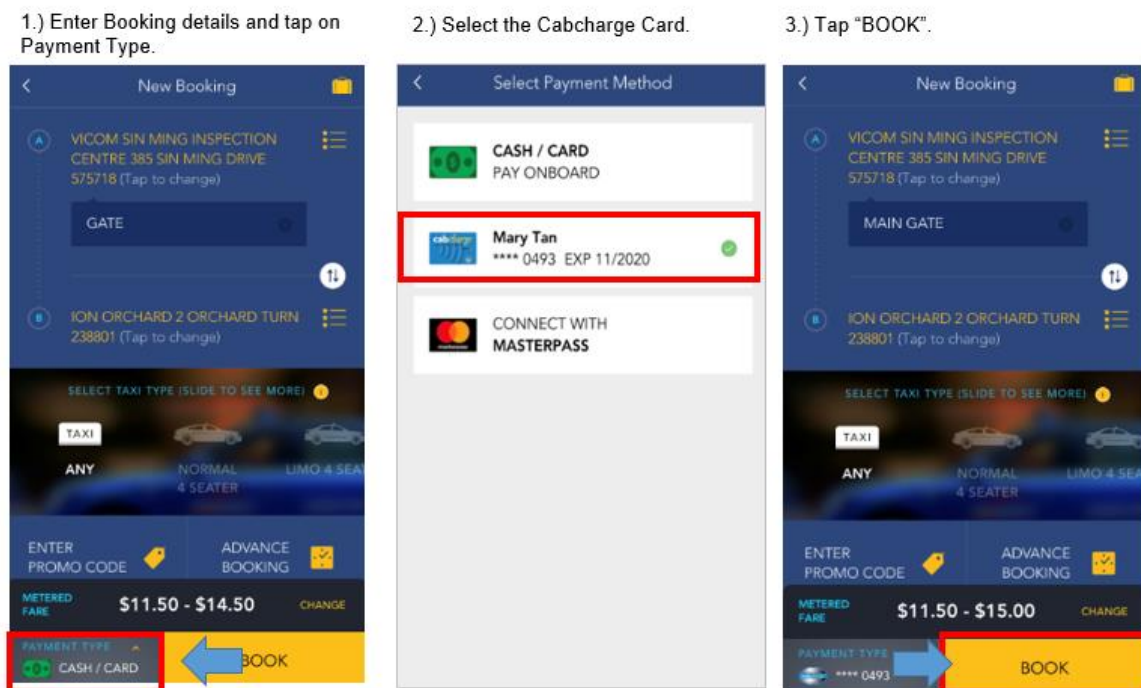 1.) Enter Booking details and tap on
Payment Type.
New Booking
A
VICOM SIN MING INSPECTION
CENTRE 385 SIN MING DRIVE
575718 (Tap to change)
GATE
B
ION ORCHARD 2 ORCHARD TURN
238801 (Tap to change)
SELECT TAXI TYPE (SLIDE TO SEE MORE)
TAXI
ANY
NORMAL
4 SEATER
LIMO 4 SEAT
ENTER
PROMO CODE
ADVANCE
BOOKING
METERED
FARE
$11.50 - $14.50
CHANGE
PAYMENT TYPE
CASH / CARD
BOOK
2.) Select the Cabcharge Card.
Select Payment Method
CASH / CARD
PAY ONBOARD
cabcharge
Mary Tan
**** 0493 EXP 11/2020
CONNECT WITH
MASTERPASS
3.) Tap “BOOK”.
New Booking
A
VICOM SIN MING INSPECTION
CENTRE 385 SIN MING DRIVE
575718 (Tap to change)
MAIN GATE
B
ION ORCHARD 2 ORCHARD TURN
238801 (Tap to change)
SELECT TAXI TYPE (SLIDE TO SEE MORE)
TAXI
ANY
NORMAL
4 SEATER
LIMO 4 SEA
ENTER
PROMO CODE
ADVANCE
BOOKING
METERED
FARE
$11.50 - $15.00
CHANGE
PAYMENT TYPE
**** 0493
BOOK